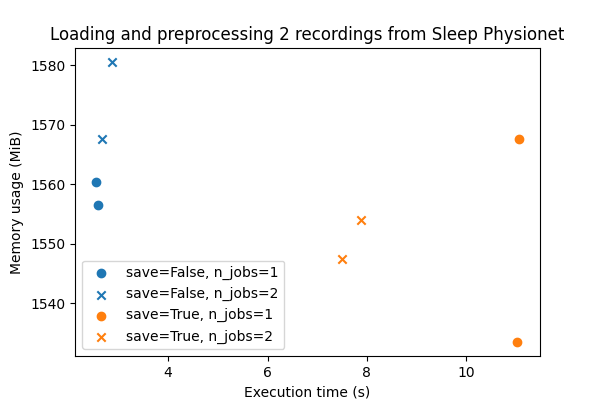 Loading and preprocessing 2 recordings from Sleep Physionet
Memory usage (MiB)
1580
1570
1560
1550
1540
save=False, n_jobs=1
save=False, n_jobs=2
save=True, n_jobs=1
save=True, n_jobs=2
4 6 8 10
Execution time (s)